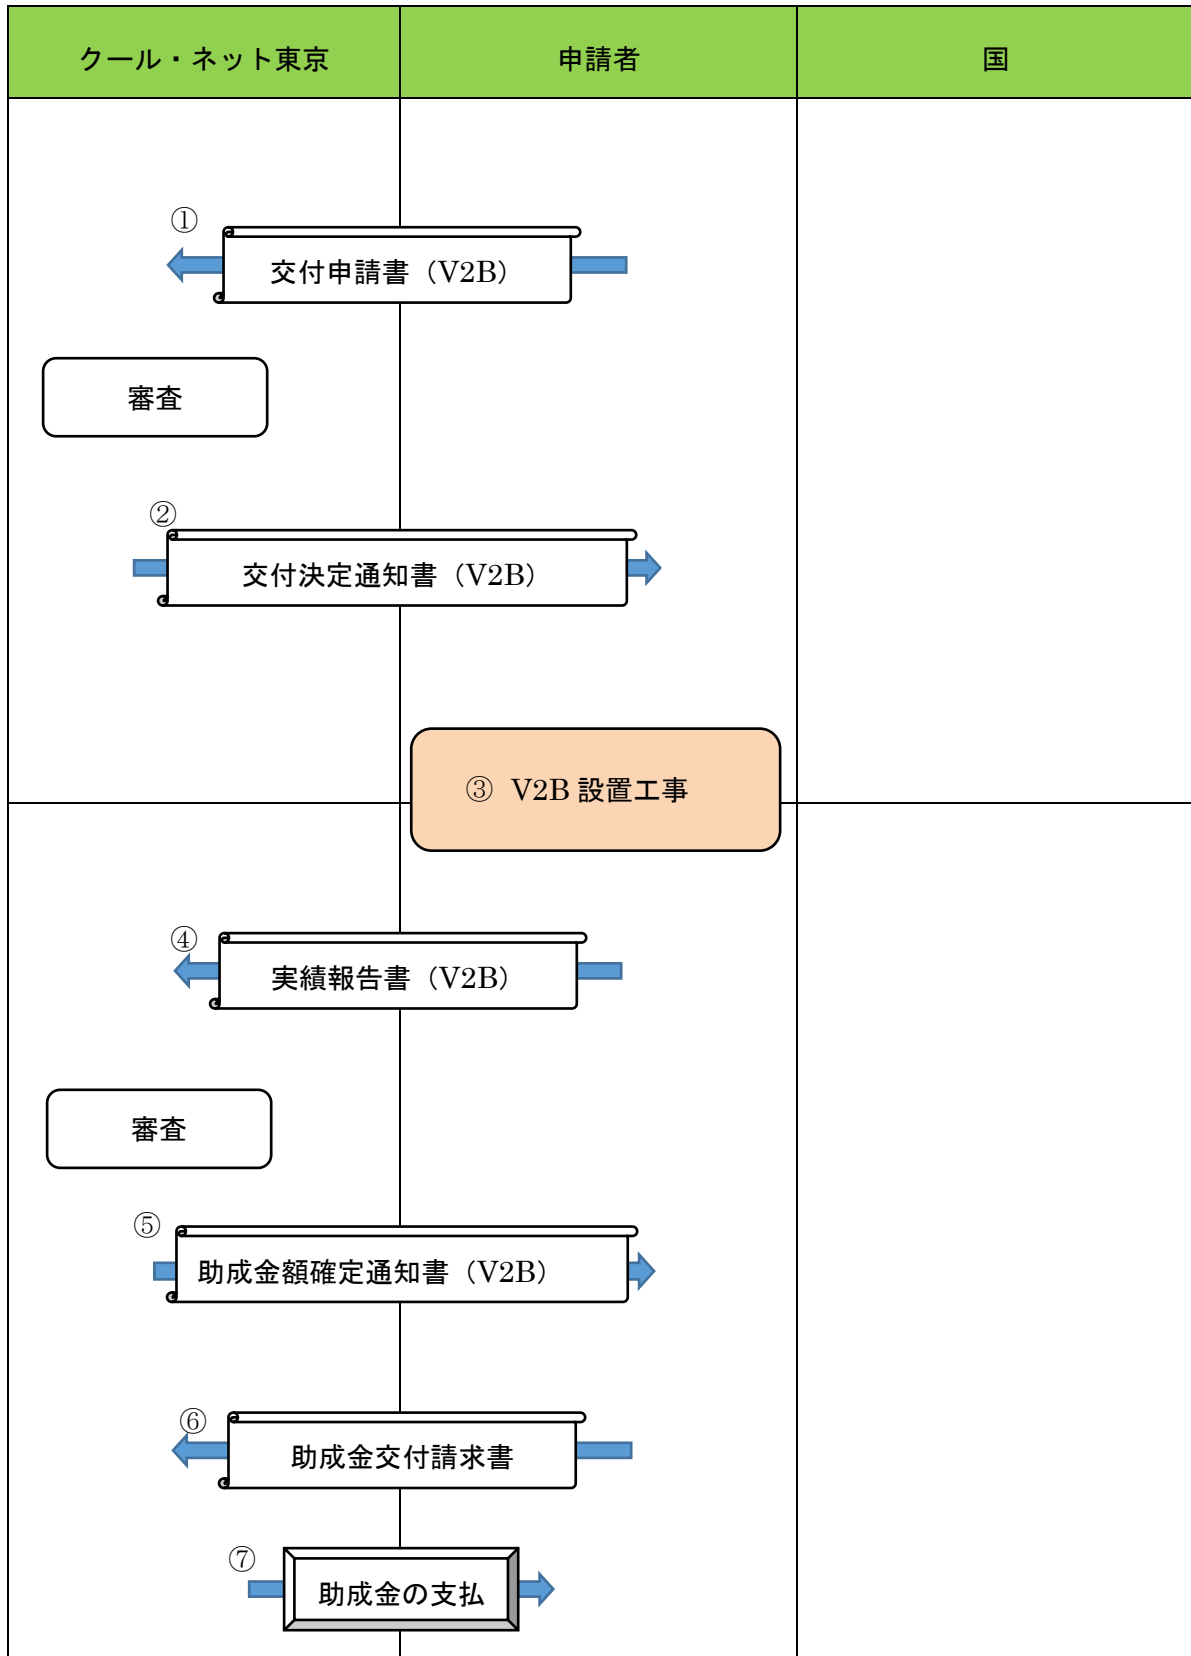 クール・ネット東京
申請者
国
①
交付申請書（V2B）
審査
②
交付決定通知書（V2B）
③ V2B 設置工事
④
実績報告書（V2B）
審査
⑤
助成金額確定通知書（V2B）
⑥
助成金交付請求書
⑦
助成金の支払